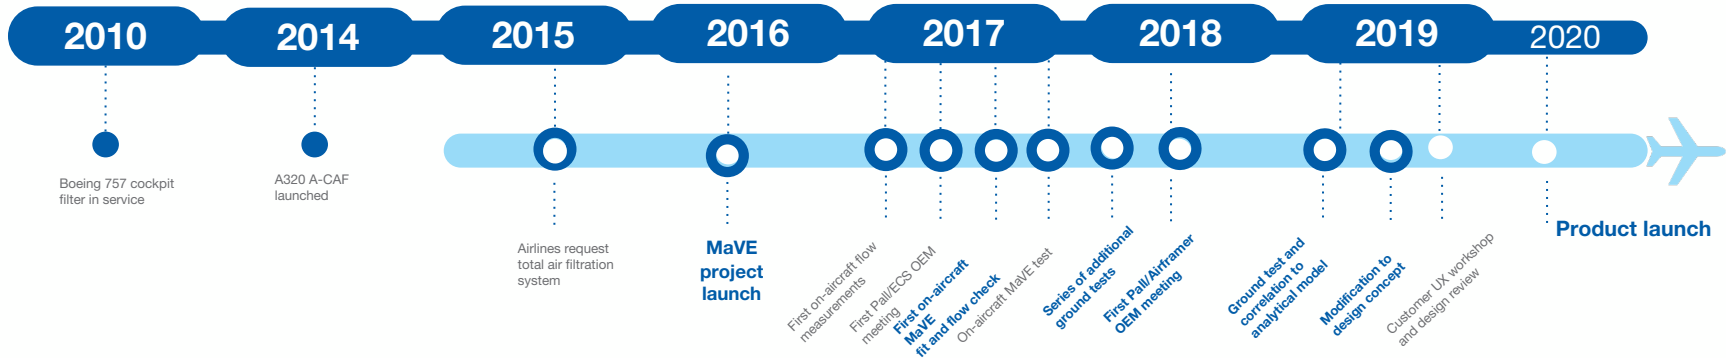 2010
2014
2015
2016
2017
2018
2019
2020
Boeing 757 cockpit
filter in service
A320 A-CAF
launched
Airlines request
total air filtration
system
MaVE
project
launch
First on-aircraft flow
measurements
First Pall/ECS OEM
meeting
First on-aircraft
MaVE
fit and flow check
On-aircraft MaVE test
Series of additional
ground tests
First Pall/Airframer
OEM meeting
Ground test and
correlation to
analytical model
Modification to
design concept
Customer UX workshop
and design review
Product launch